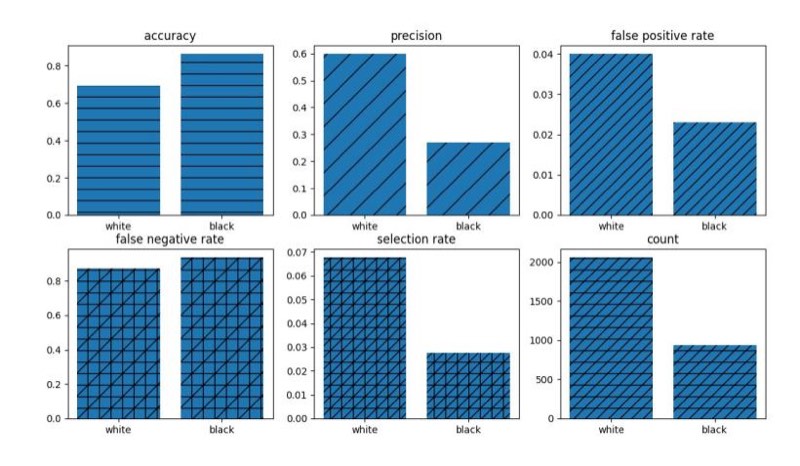 accuracy
0.8
0.6
0.4
0.2
0.0
white black
precision
0.6
0.5
0.4
0.3
0.2
0.1
0.0
white black
false positive rate
0.04
0.03
0.02
0.01
0.00
white black
false negative rate
0.8
0.6
0.4
0.2
0.0
white black
selection rate
0.07
0.06
0.05
0.04
0.03
0.02
0.01
0.00
white black
count
2000
1500
1000
500
0
white black